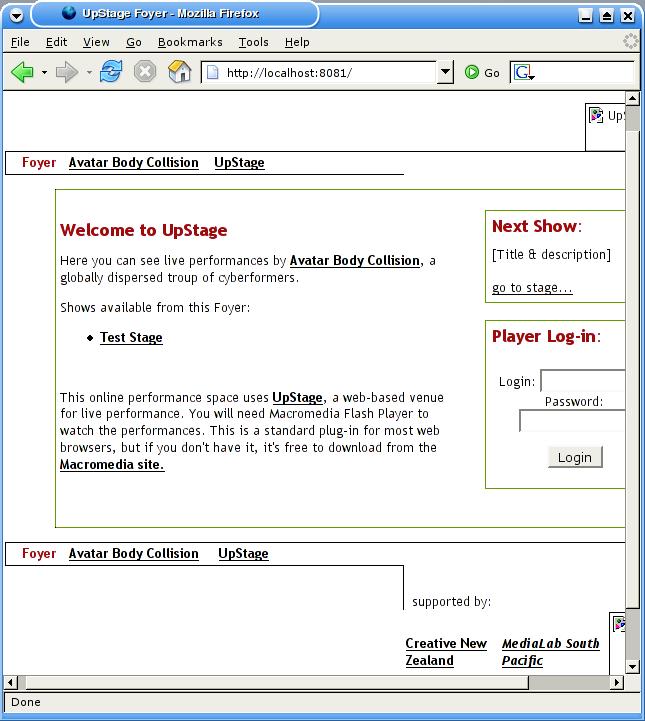 UpStage Foyer - Mozilla Firefox
File Edit View Go Bookmarks Tools Help
http://localhost:8081/ Go G
UpS
Foyer Avatar Body Collision UpStage
Welcome to UpStage
Here you can see live performances by Avatar Body Collision, a
globally dispersed troup of cyberformers.
Shows available from this Foyer:
Test Stage
This online performance space uses UpStage, a web-based venue
for live performance. You will need Macromedia Flash Player to
watch the performances. This is a standard plug-in for most web
browsers, but if you don't have it, it's free to download from the
Macromedia site.
Next Show:
[Title & description]
go to stage...
Player Log-in:
Login:
Password:
Login
Foyer Avatar Body Collision UpStage
supported by:
Creative New
Zealand
MediaLab South
Pacific
Done